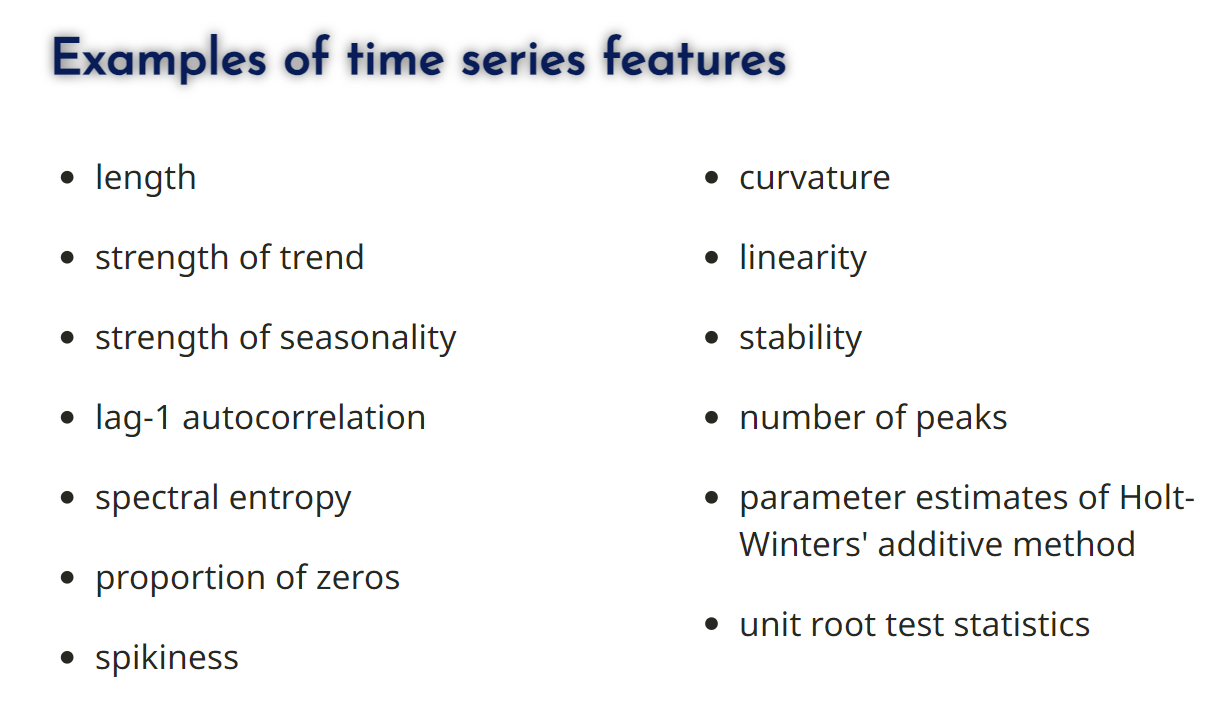 Examples of time series features
length
strength of trend
strength of seasonality
lag-1 autocorrelation
spectral entropy
proportion of zeros
spikiness
curvature
linearity
stability
number of peaks
parameter estimates of Holt-
Winters' additive method
unit root test statistics